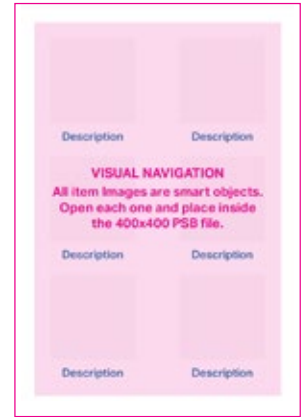 Description Description
VISUAL NAVIGATION
All item Images are smart objects.
Open each one and place inside
the 400x400 PSB file.
Description Description
Description Description